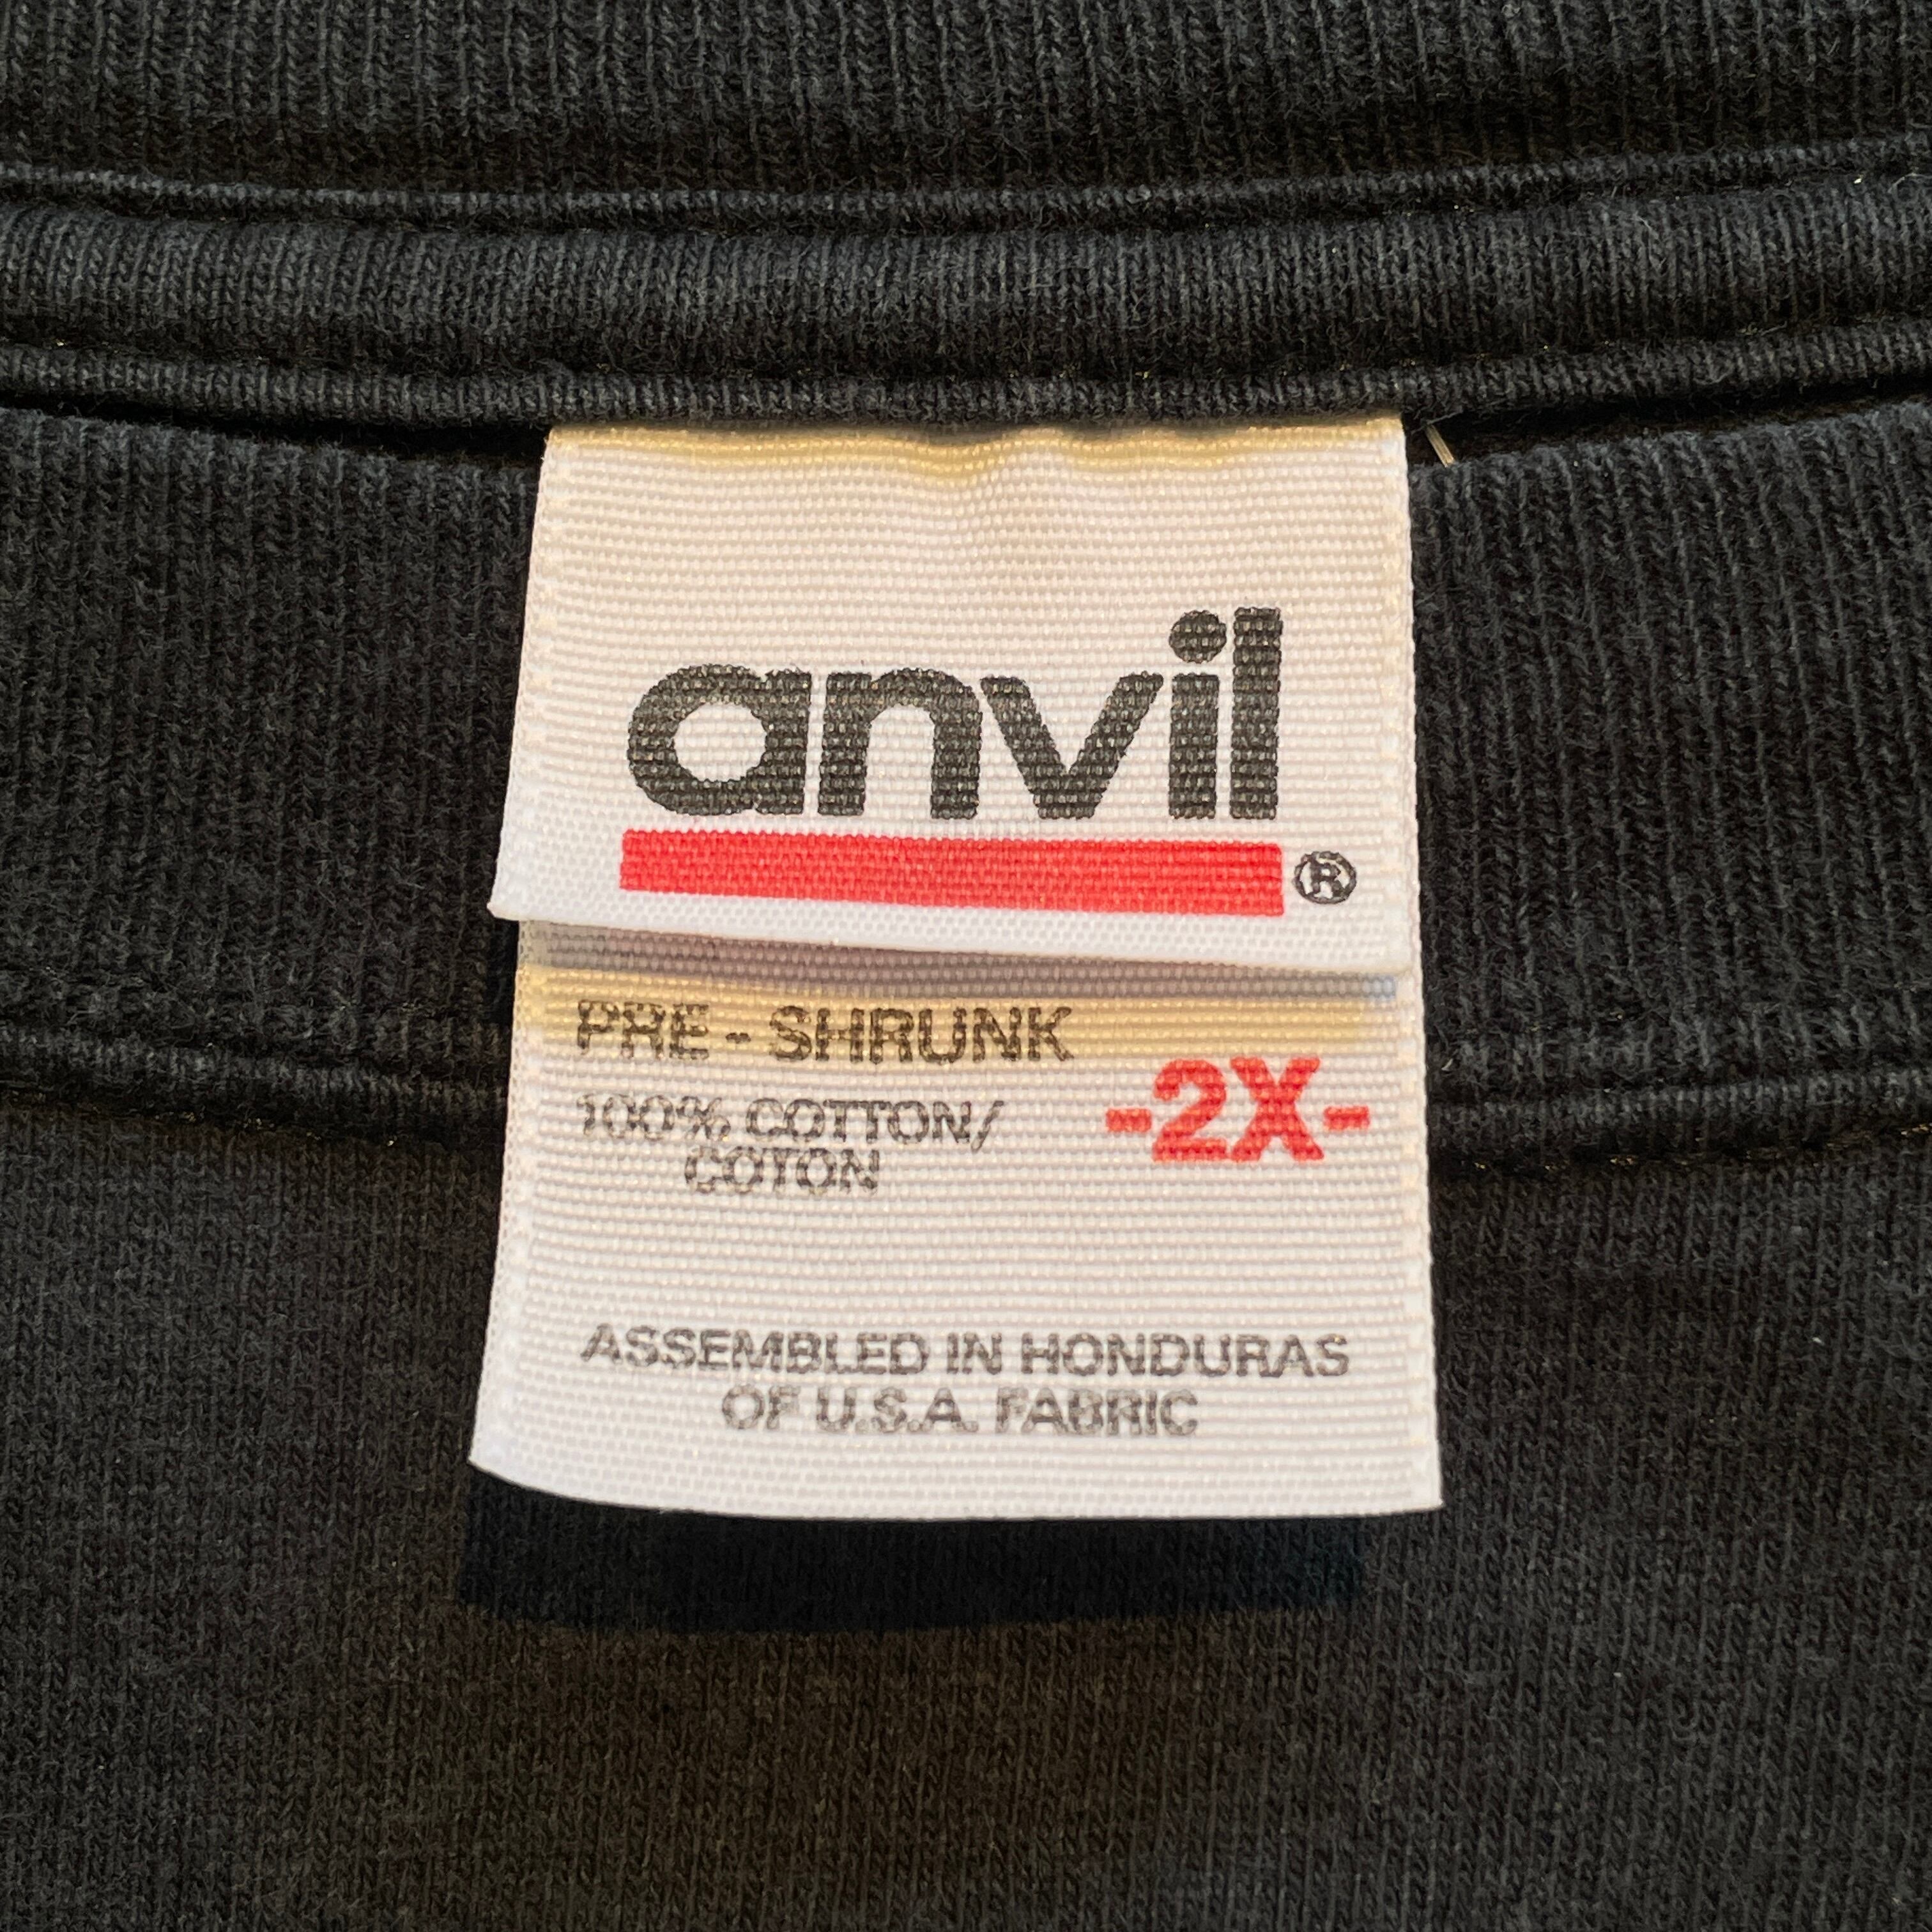 anvil
®
PRE - SHRUNK
100% COTTON/
COTON
-2X-
ASSEMBLED IN HONDURAS
OF U.S.A. FABRIC